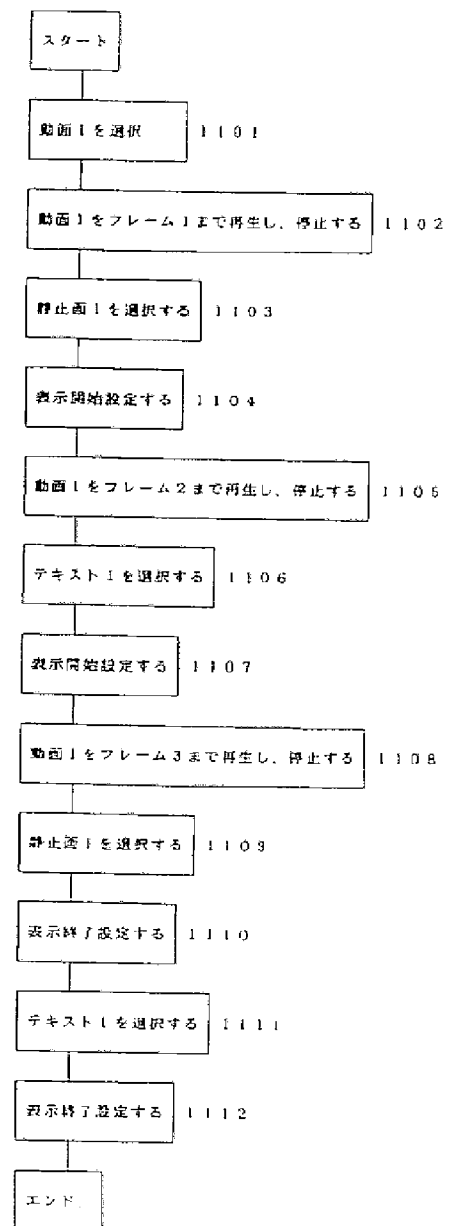 スタート
動画1を選択 1101
動画1をフレーム1まで再生し、停止する 1102
静止画1を選択する 1103
表示開始設定する 1104
動画1をフレーム2まで再生し、停止する 1105
テキスト1を選択する 1106
表示開始設定する 1107
動画1をフレーム3まで再生し、停止する 1108
静止画1を選択する 1109
表示終了設定する 1110
テキスト1を選択する 1111
表示終了設定する 1112
エンド